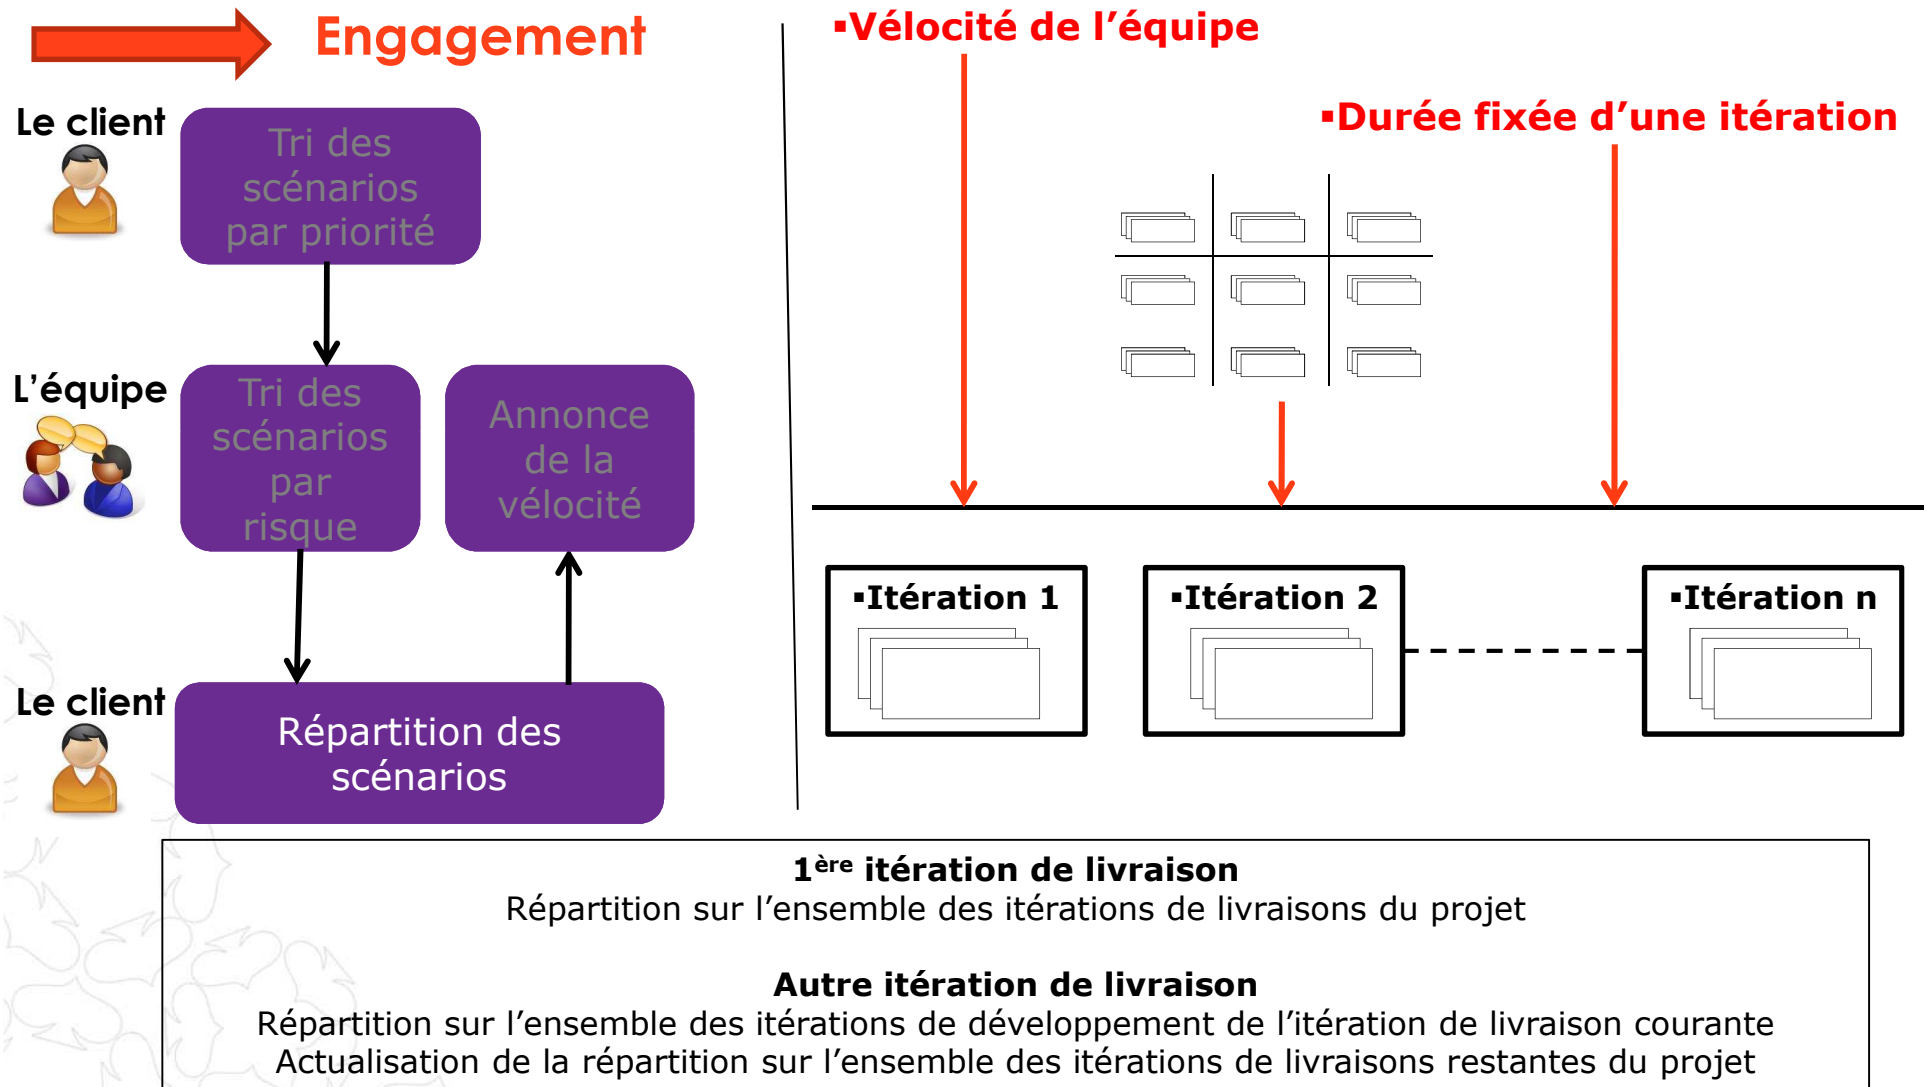 Engagement
Le client
Tri des
scénarios
par priorité
L’équipe
Tri des
scénarios
par
risque
Annonce
de la
vélocité
Le client
Répartition des
scénarios
▪Vélocité de l’équipe
▪Durée fixée d’une itération
▪Itération 1
▪Itération 2
▪Itération n
1ère itération de livraison
Répartition sur l’ensemble des itérations de livraisons du projet
Autre itération de livraison
Répartition sur l’ensemble des itérations de développement de l’itération de livraison courante
Actualisation de la répartition sur l’ensemble des itérations de livraisons restantes du projet